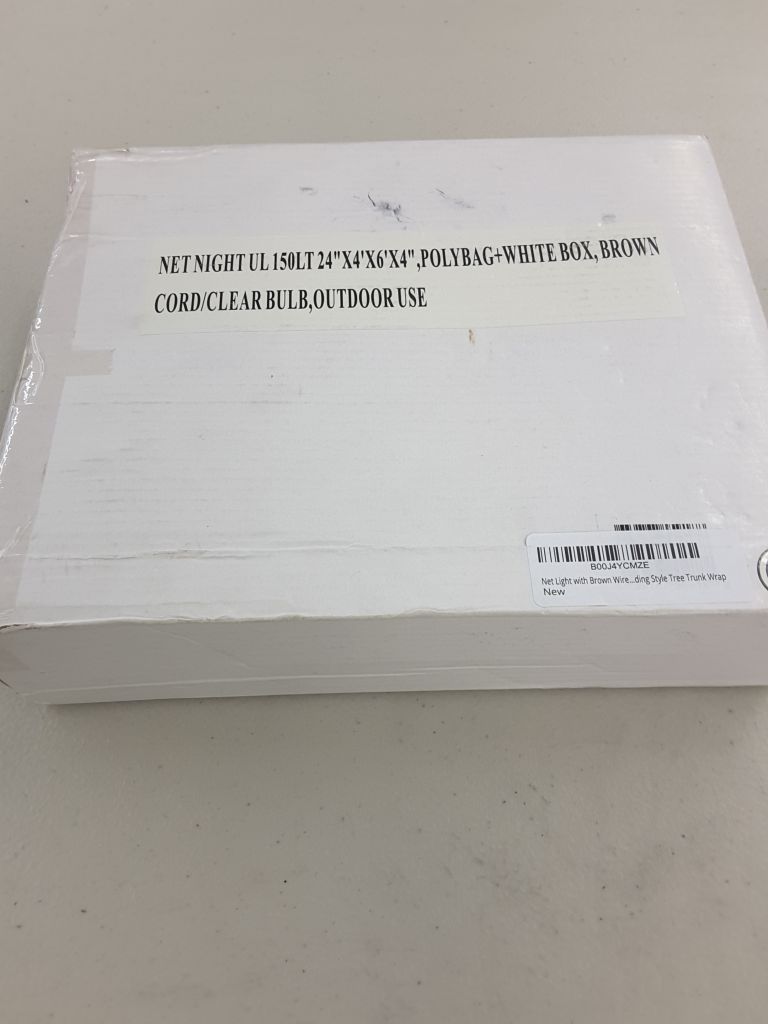 NET NIGHT UL 150LT 24"X4'X6'X4",POLYBAG+WHITE BOX, BROWN
CORD/CLEAR BULB,OUTDOOR USE
B00J4YCMZE
Net Light with Brown Wire...ding Style Tree Trunk Wrap
New